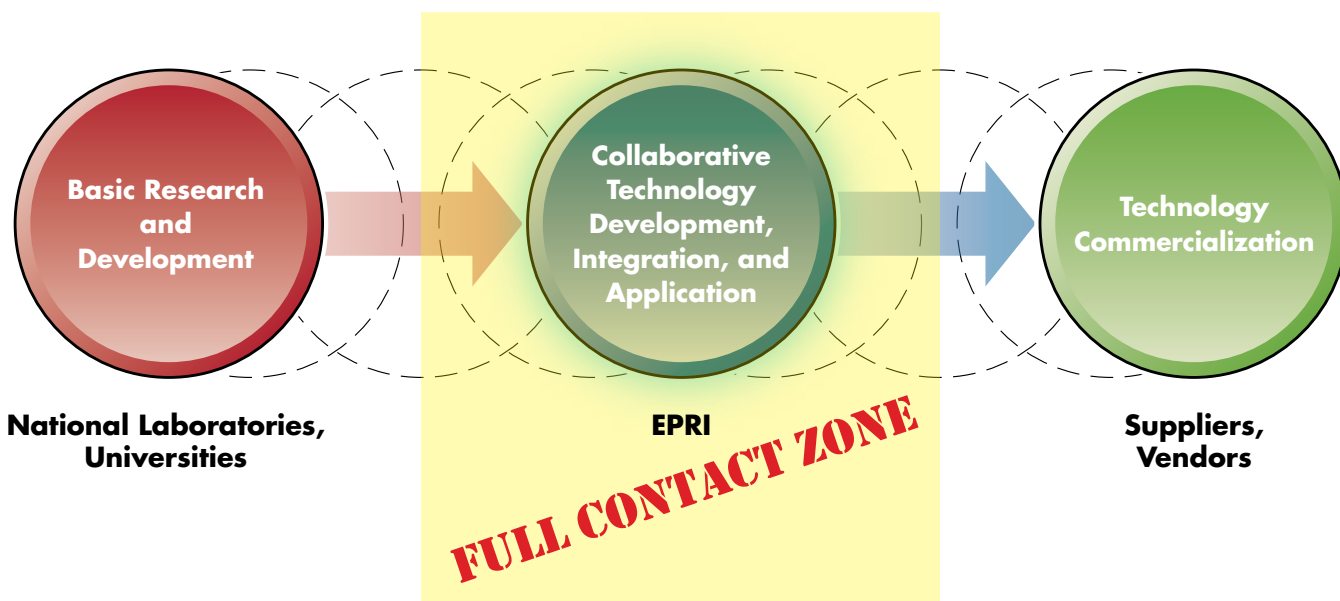 Basic Research
and
Development
Collaborative
Technology
Development,
Integration, and
Application
Technology
Commercialization
National Laboratories,
Universities
EPRI
Suppliers,
Vendors
FULL CONTACT ZONE